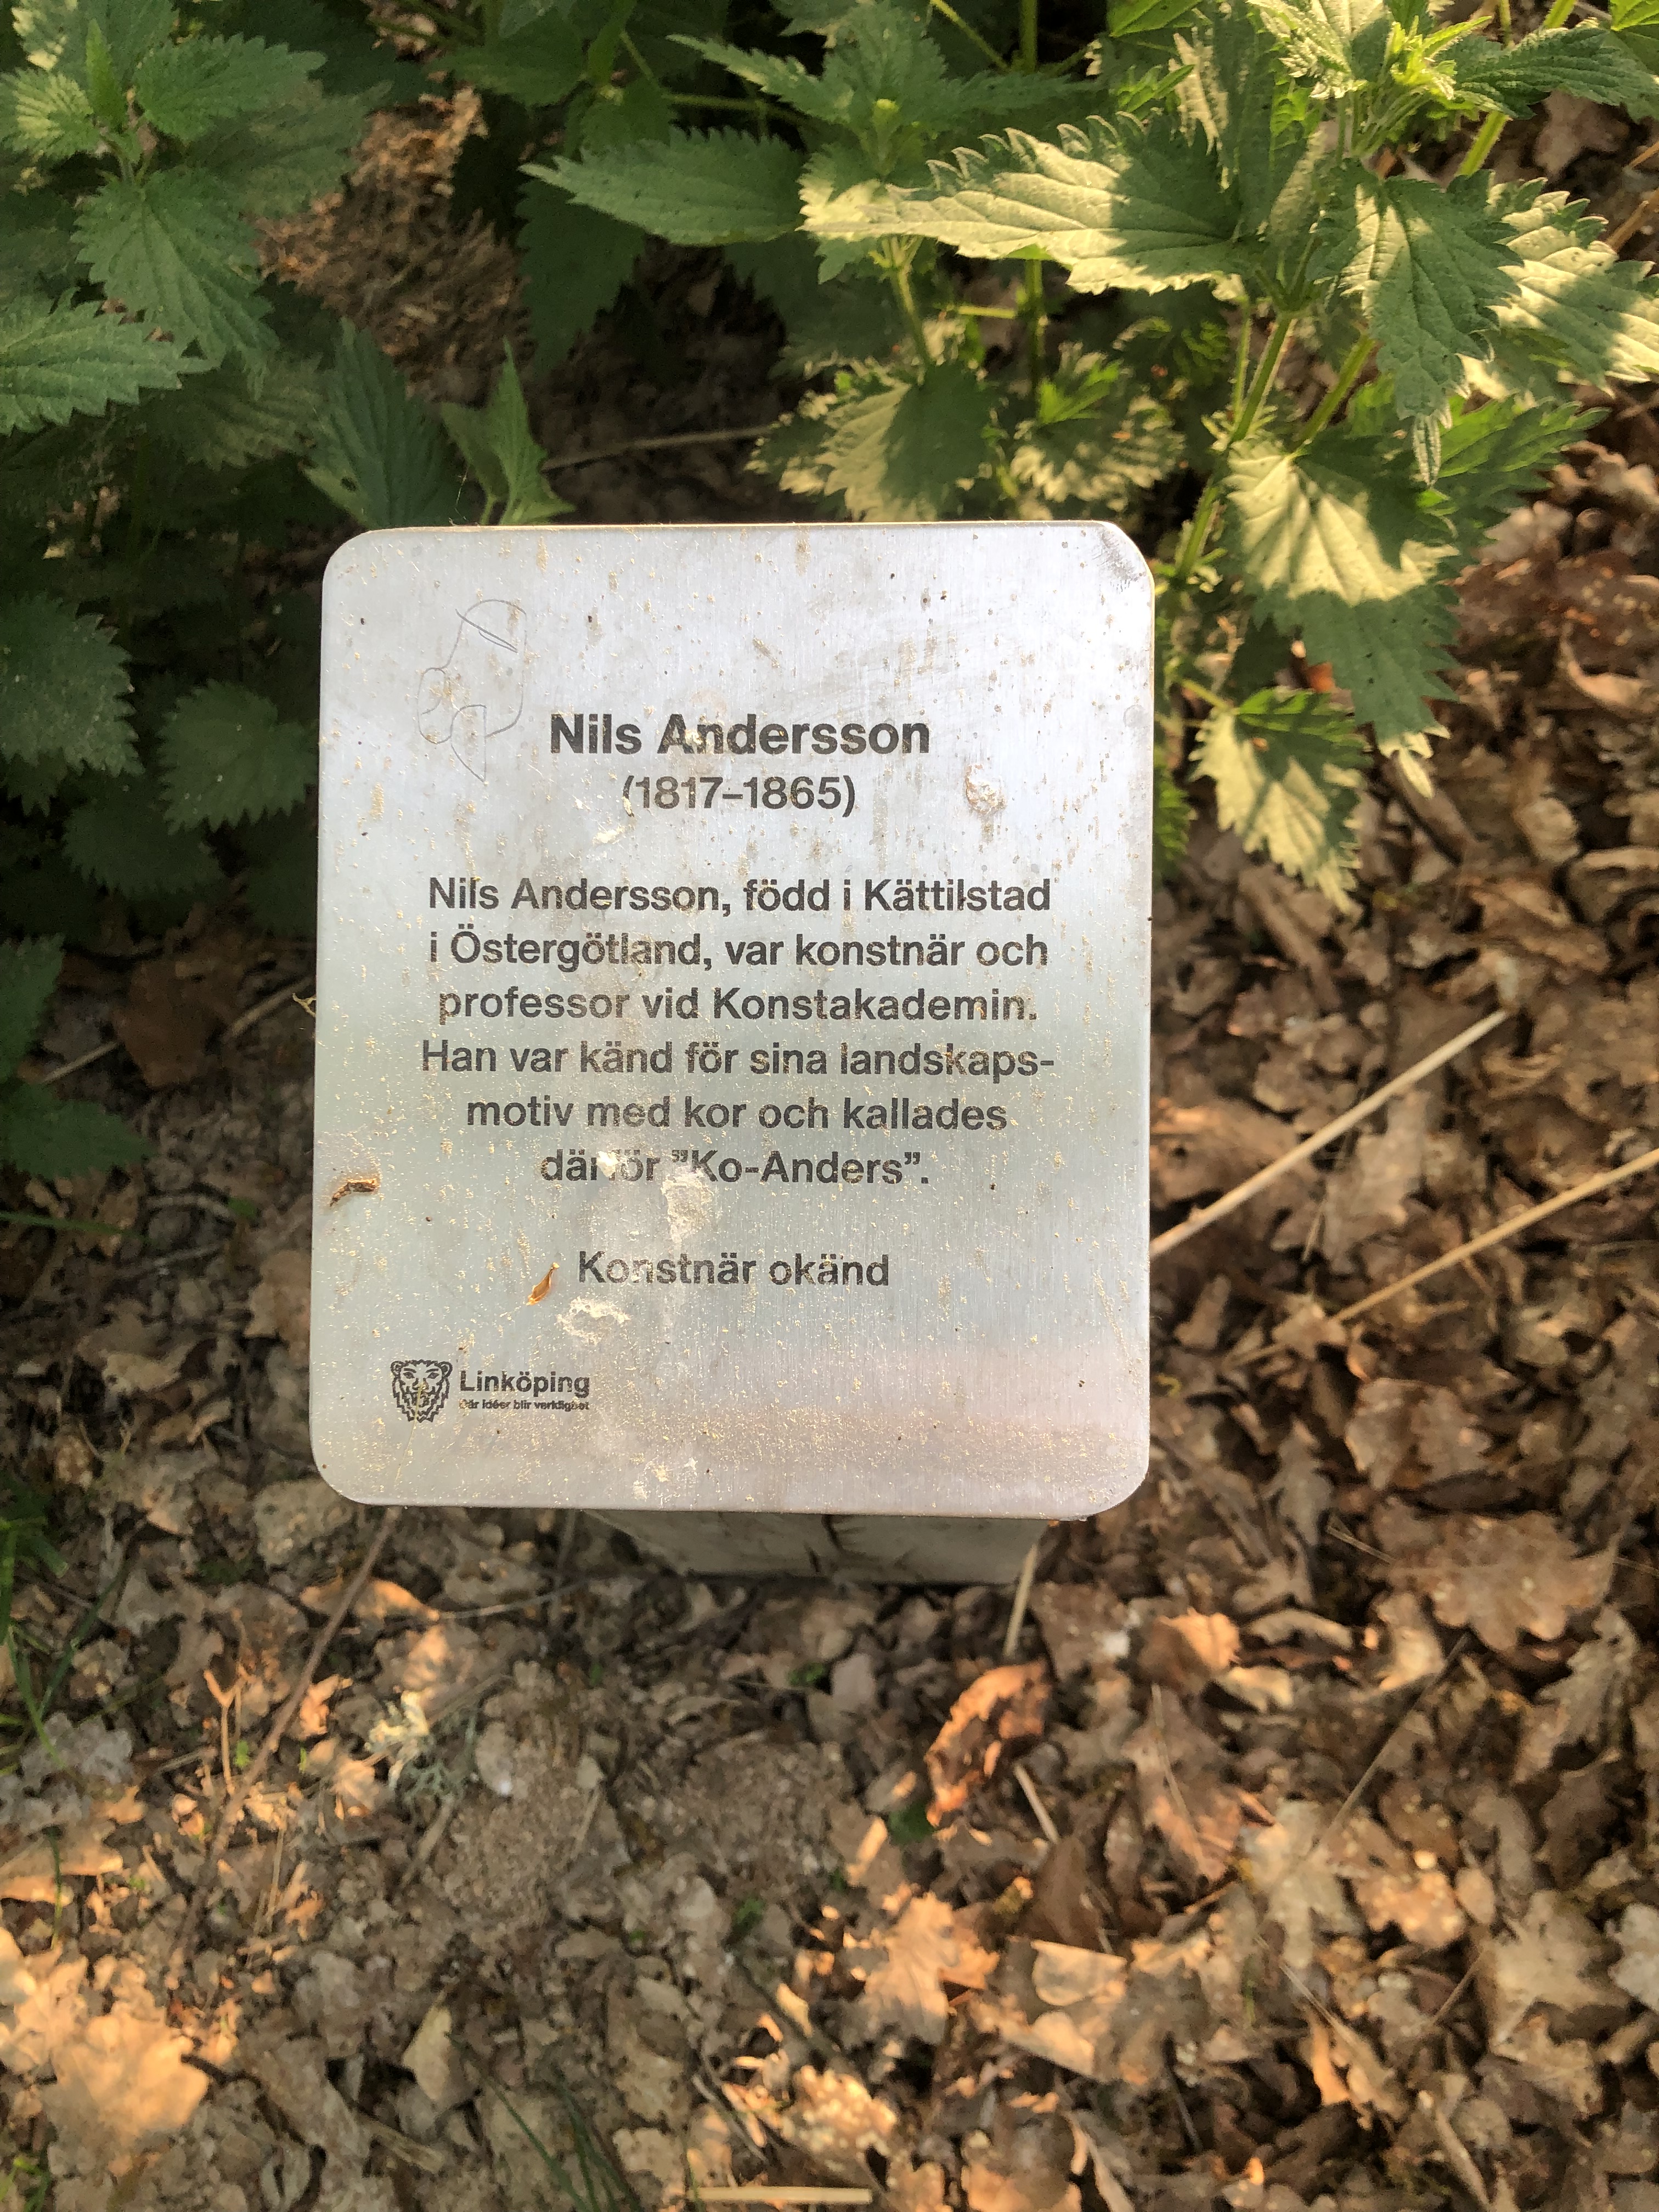 Nils Andersson
(1817–1865)
Nils Andersson, född i Kättilstad
i Östergötland, var konstnär och
professor vid Konstakademin.
Han var känd för sina landskaps-
motiv med kor och kallades
därför ”Ko-Anders”.
Konstnär okänd
Linköping
Där idéer blir verklighet